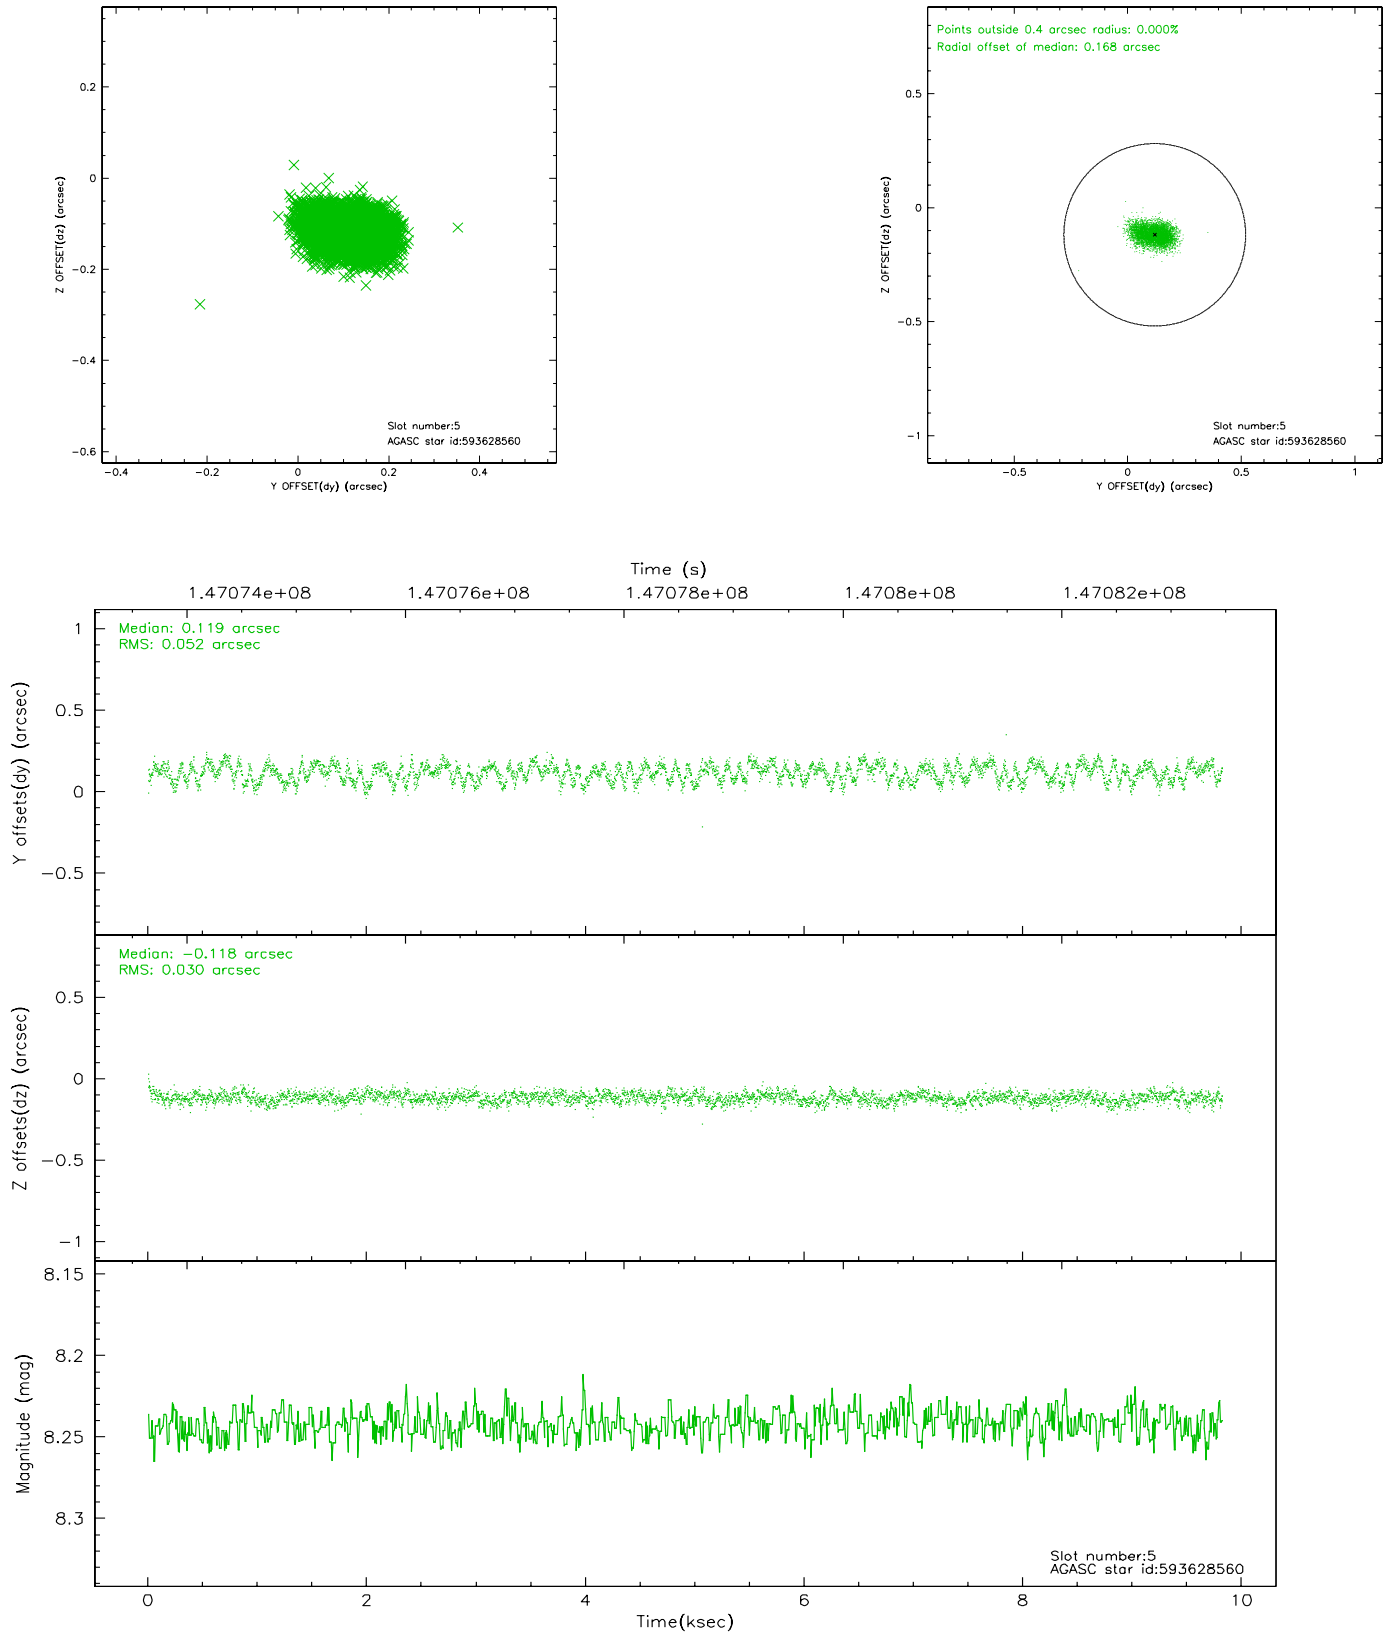 0.2
0
−0.2
−0.4
−0.6
Z OFFSET(dz) (arcsec)
Slot number:5
AGASC star id:593628560
−0.4
−0.2
0
0.2
0.4
Y OFFSET(dy) (arcsec)
Points outside 0.4 arcsec radius: 0.000%
Radial offset of median: 0.168 arcsec
0.5
0
−0.5
−1
Z OFFSET(dz) (arcsec)
Slot number:5
AGASC star id:593628560
−0.5
0
0.5
1
Y OFFSET(dy) (arcsec)
Time (s)
1.47074e+08
1.47076e+08
1.47078e+08
1.4708e+08
1.47082e+08
Median: 0.119 arcsec
RMS: 0.052 arcsec
1
0.5
0
−0.5
Y offsets(dy) (arcsec)
Median: −0.118 arcsec
RMS: 0.030 arcsec
0.5
0
−0.5
−1
Z offsets(dz) (arcsec)
8.15
8.2
8.25
8.3
Magnitude (mag)
Slot number:5
AGASC star id:593628560
0
2
4
6
8
10
Time(ksec)